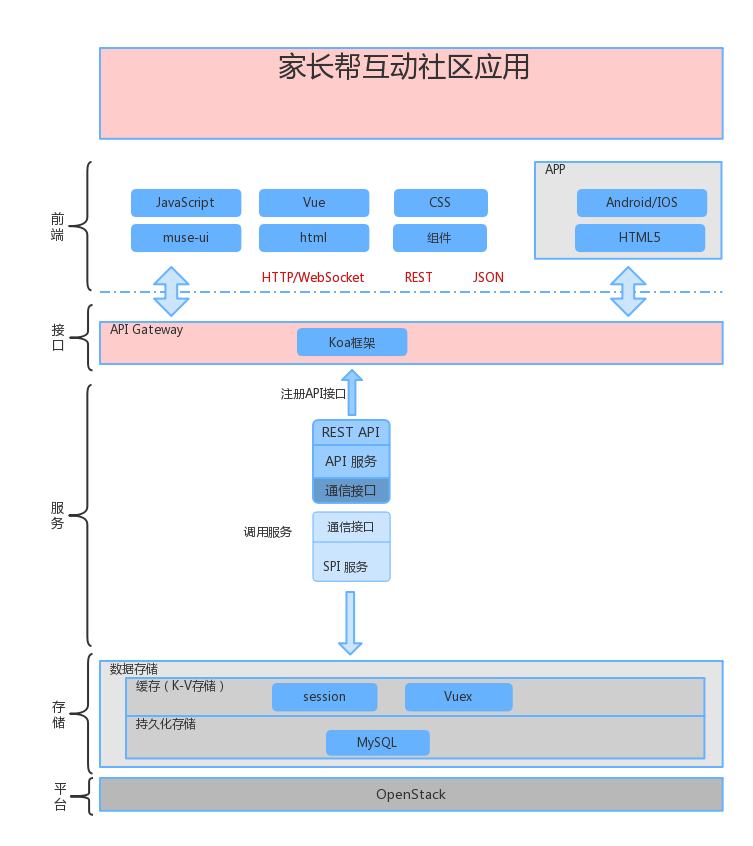 家长帮互动社区应用
前端
APP
JavaScript
Vue
CSS
Android/IOS
muse-ui
html
组件
HTML5
HTTP/WebSocket
REST
JSON
接口
API Gateway
Koa框架
注册API接口
服务
REST API
API 服务
通信接口
调用服务
通信接口
SPI 服务
存储
数据存储
缓存（K-V存储）
session
Vuex
持久化存储
MySQL
平台
OpenStack